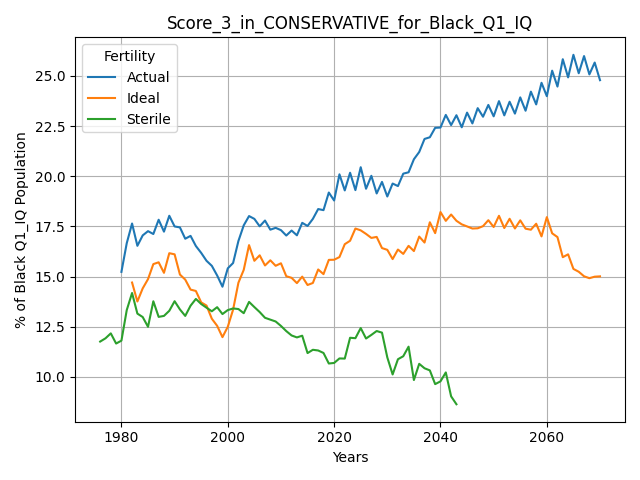 Score_3_in_CONSERVATIVE_for_Black_Q1_IQ
Fertility
Actual
Ideal
Sterile
% of Black Q1_IQ Population
25.0
22.5
20.0
17.5
15.0
12.5
10.0
1980 2000 2020 2040 2060
Years